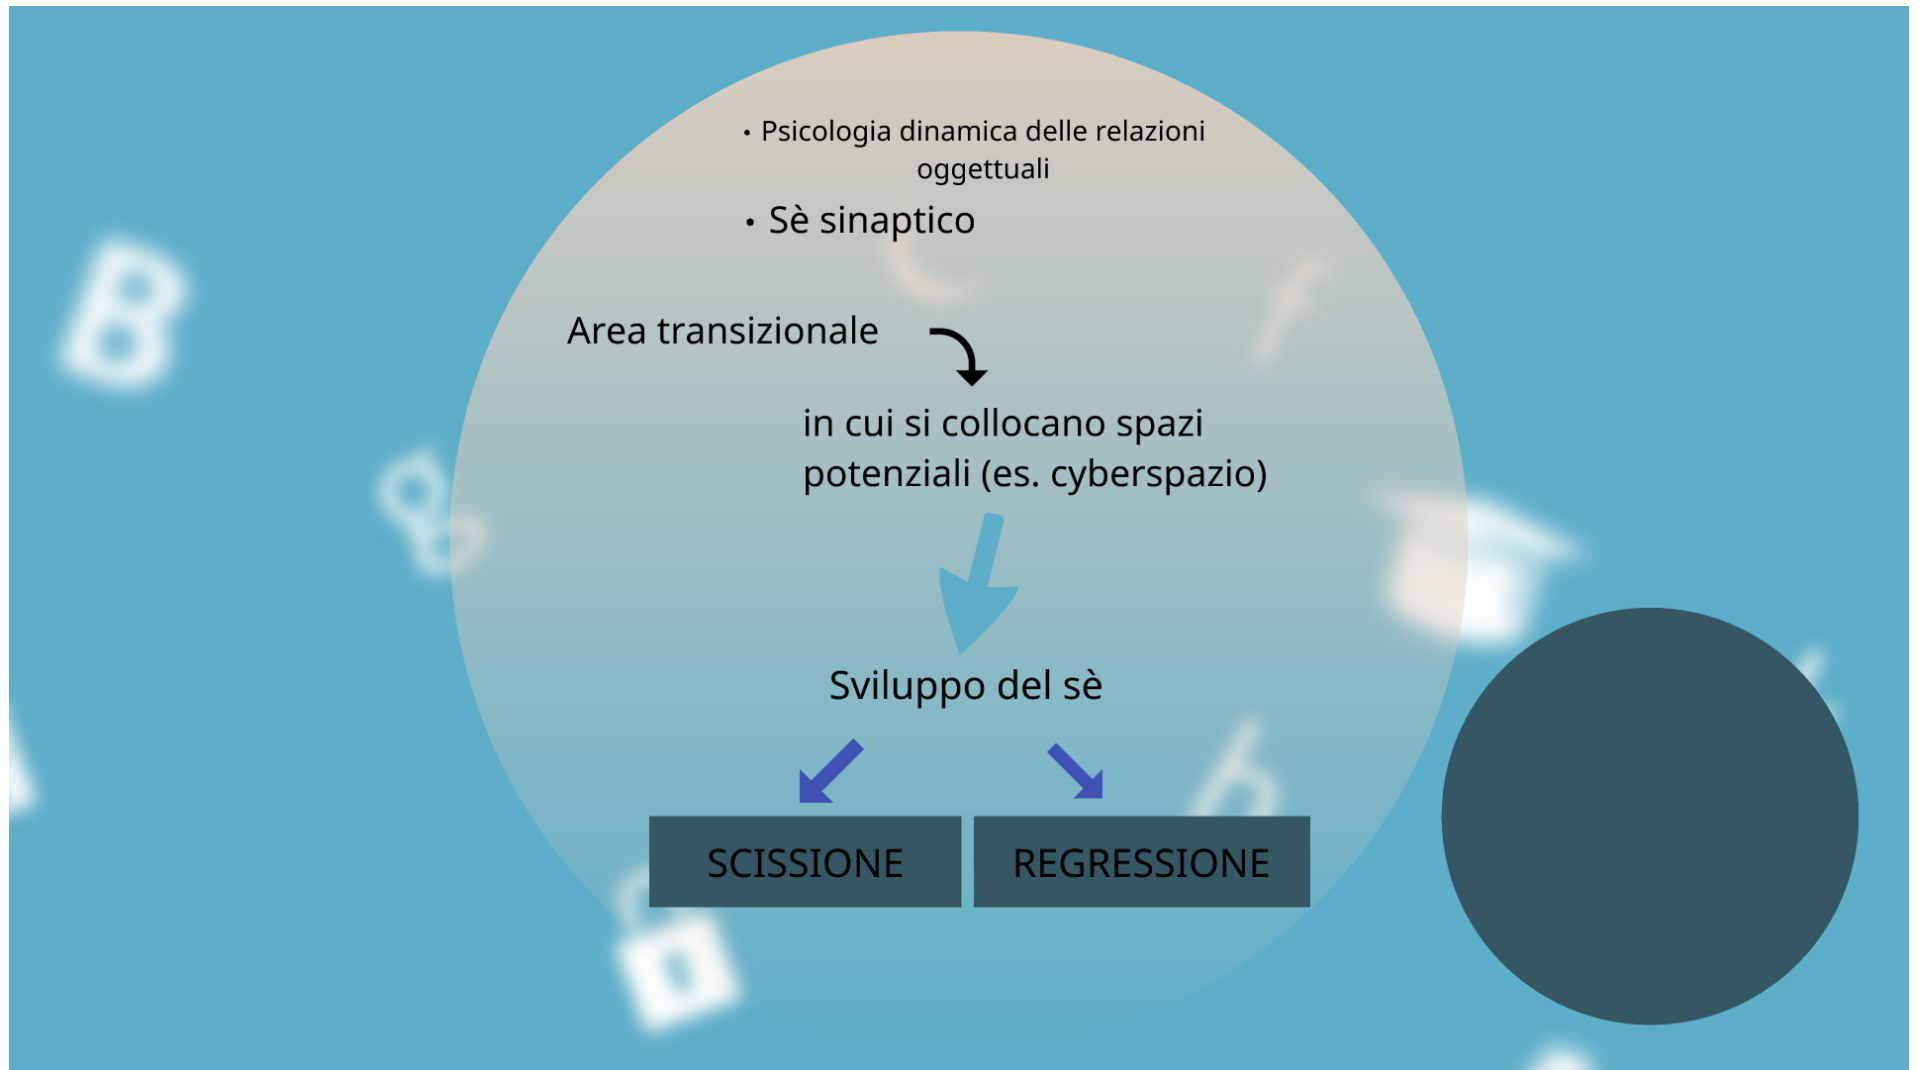 • Psicologia dinamica delle relazioni
oggettuali
• Sè sinaptico
Area transizionale
in cui si collocano spazi
potenziali (es. cyberspazio)
Sviluppo del sè
SCISSIONE
REGRESSIONE
B
g
f
h